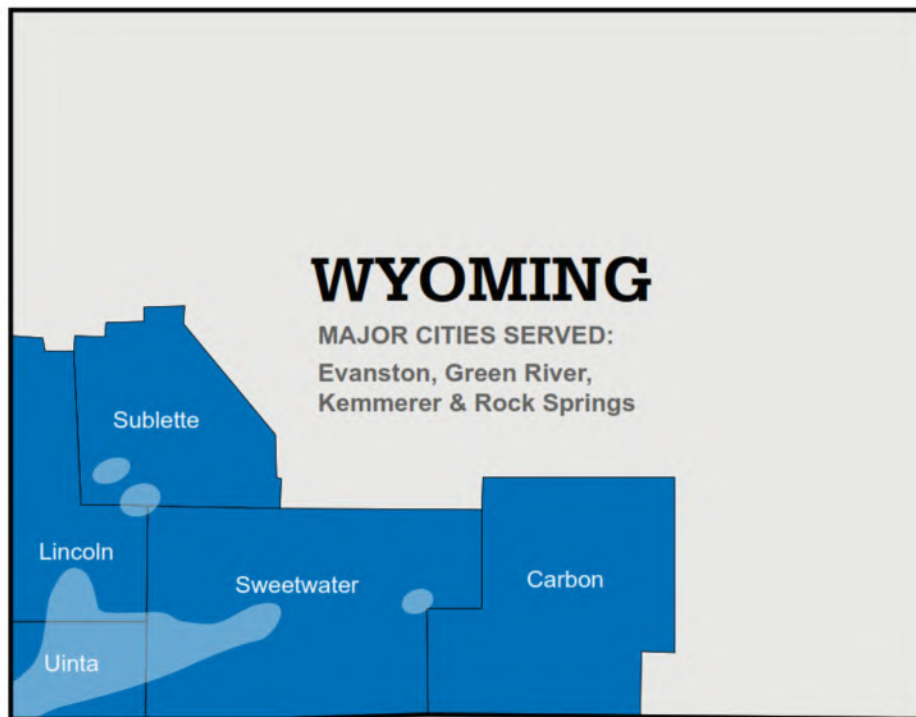 WYOMING
MAJOR CITIES SERVED:
Evanston, Green River,
Kemmerer & Rock Springs
Sublette
Lincoln
Sweetwater
Carbon
Uinta